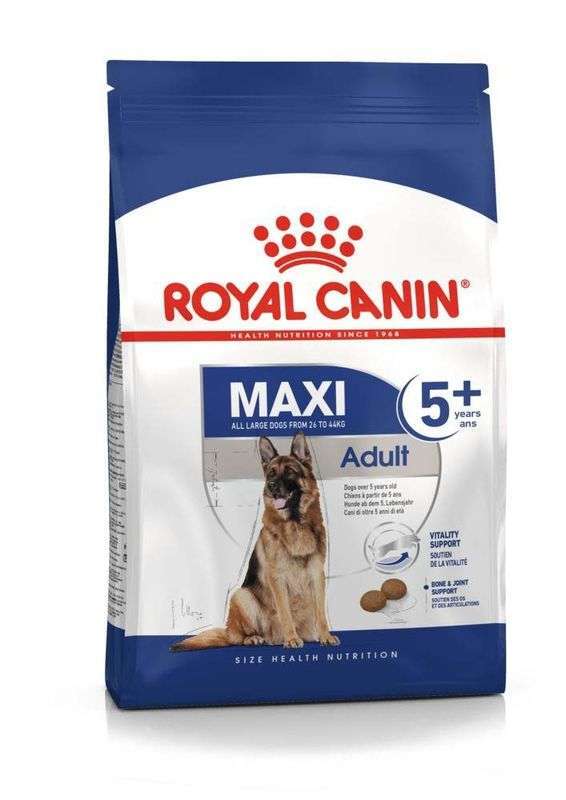 ROYAL CANIN®
HEALTH NUTRITION SINCE 1968
MAXI
ALL LARGE DOGS FROM 26 TO 44KG
5+
years
ans
Adult
Dogs over 5 years old
Chiens à partir de 5 ans
Hunde ab dem 5. Lebensjahr
Cani di oltre 5 anni di età
VITALITY
SUPPORT
SOUTIEN
DE LA VITALITÉ
BONE & JOINT
SUPPORT
SOUTIEN DES OS
ET DES ARTICULATIONS
SIZE HEALTH NUTRITION